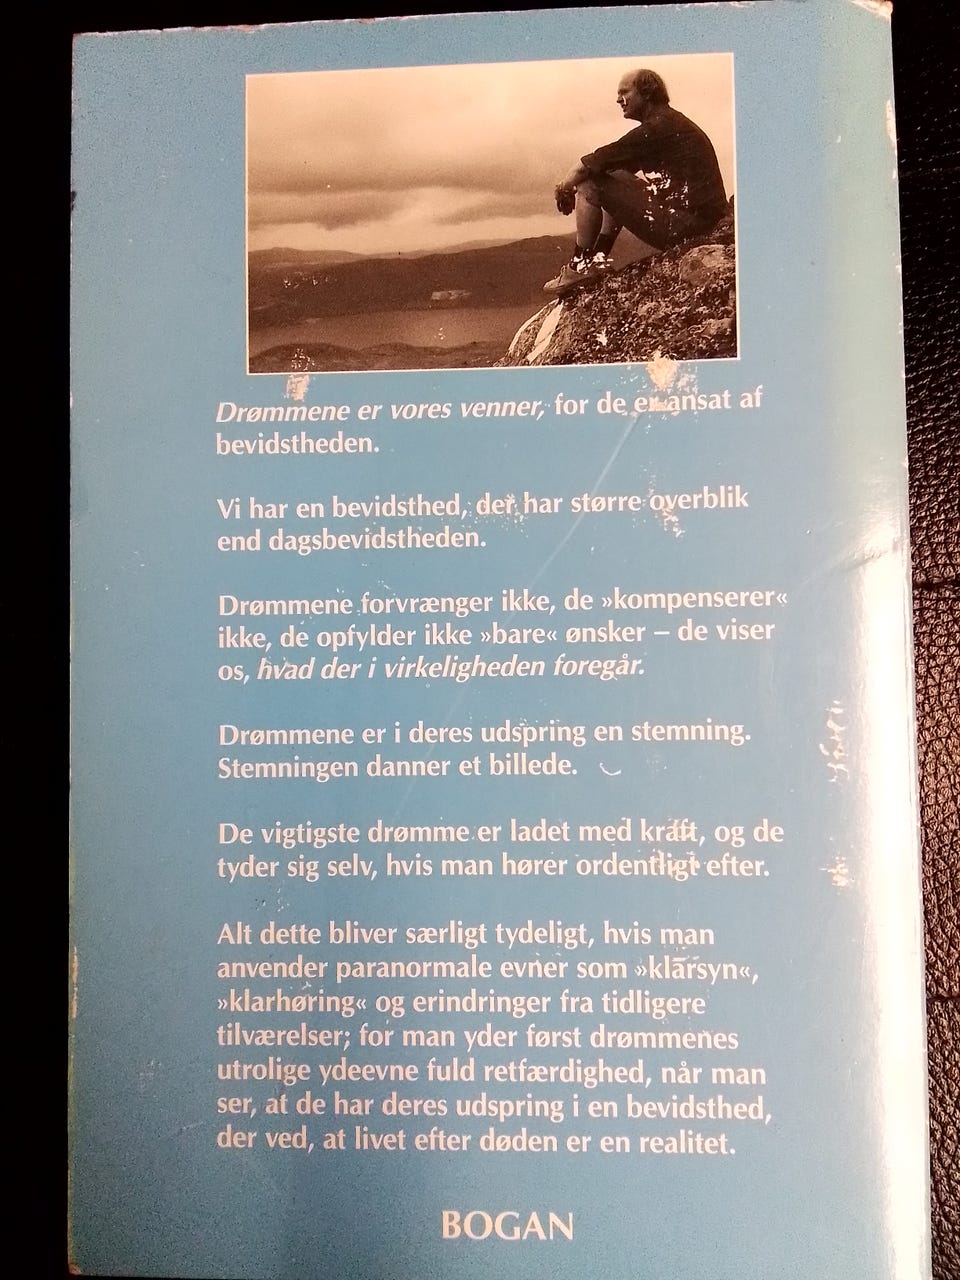 Drømmene er vores venner, for de er ansat af
bevidstheden.
Vi har en bevidsthed, der har større overblik
end dagsbevidstheden.
Drømmene forvrænger ikke, de »kompenserer«
ikke, de opfylder ikke »bare« ønsker – de viser
os, hvad der i virkeligheden foregår.
Drømmene er i deres udspring en stemning.
Stemningen danner et billede.
De vigtigste drømme er ladet med kraft, og de
tyder sig selv, hvis man hører ordentligt efter.
Alt dette bliver særligt tydeligt, hvis man
anvender paranormale evner som »klarsyn«,
»klarhøring« og erindringer fra tidligere
tilværelser; for man yder først drømmenes
utrolige ydeevne fuld retfærdighed, når man
ser, at de har deres udspring i en bevidsthed,
der ved, at livet efter døden er en realitet.
BOGAN